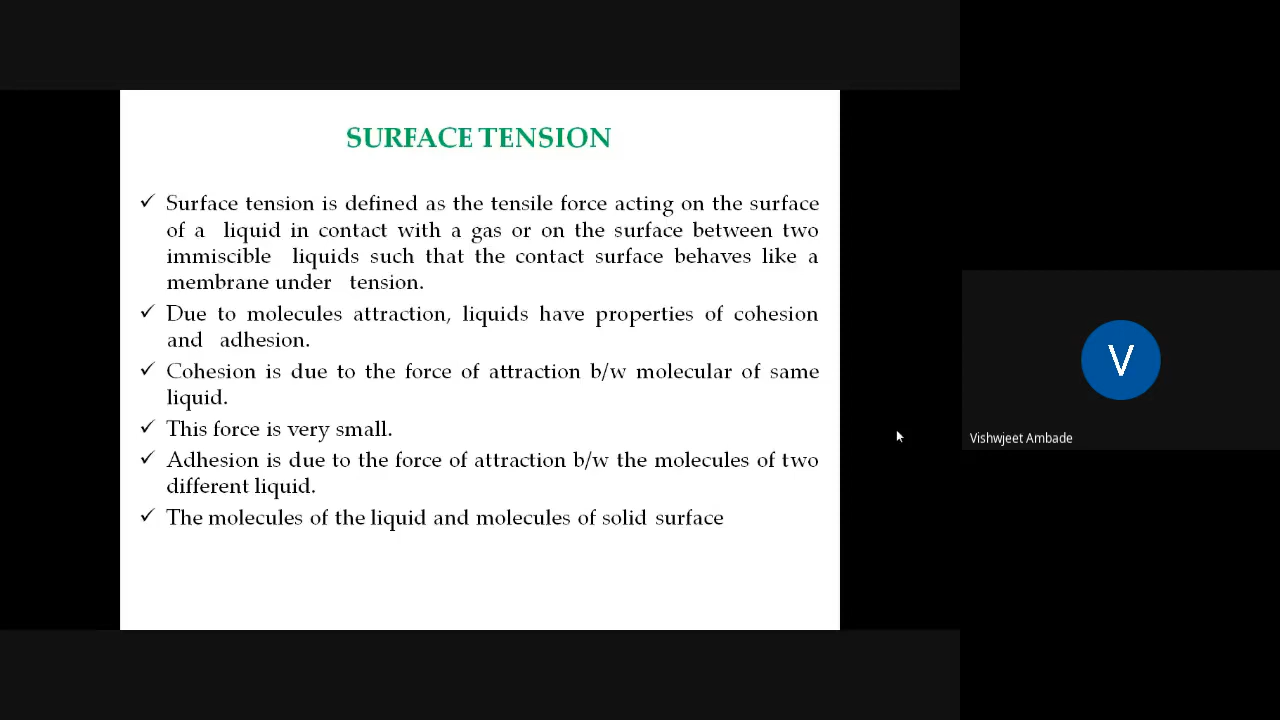 SURFACE TENSION
✓ Surface tension is defined as the tensile force acting on the surface
of a liquid in contact with a gas or on the surface between two
immiscible liquids such that the contact surface behaves like a
membrane under tension.
✓ Due to molecules attraction, liquids have properties of cohesion
and adhesion.
✓ Cohesion is due to the force of attraction b/w molecular of same
liquid.
✓ This force is very small.
✓ Adhesion is due to the force of attraction b/w the molecules of two
different liquid.
✓ The molecules of the liquid and molecules of solid surface
V
Vishwjeet Ambade